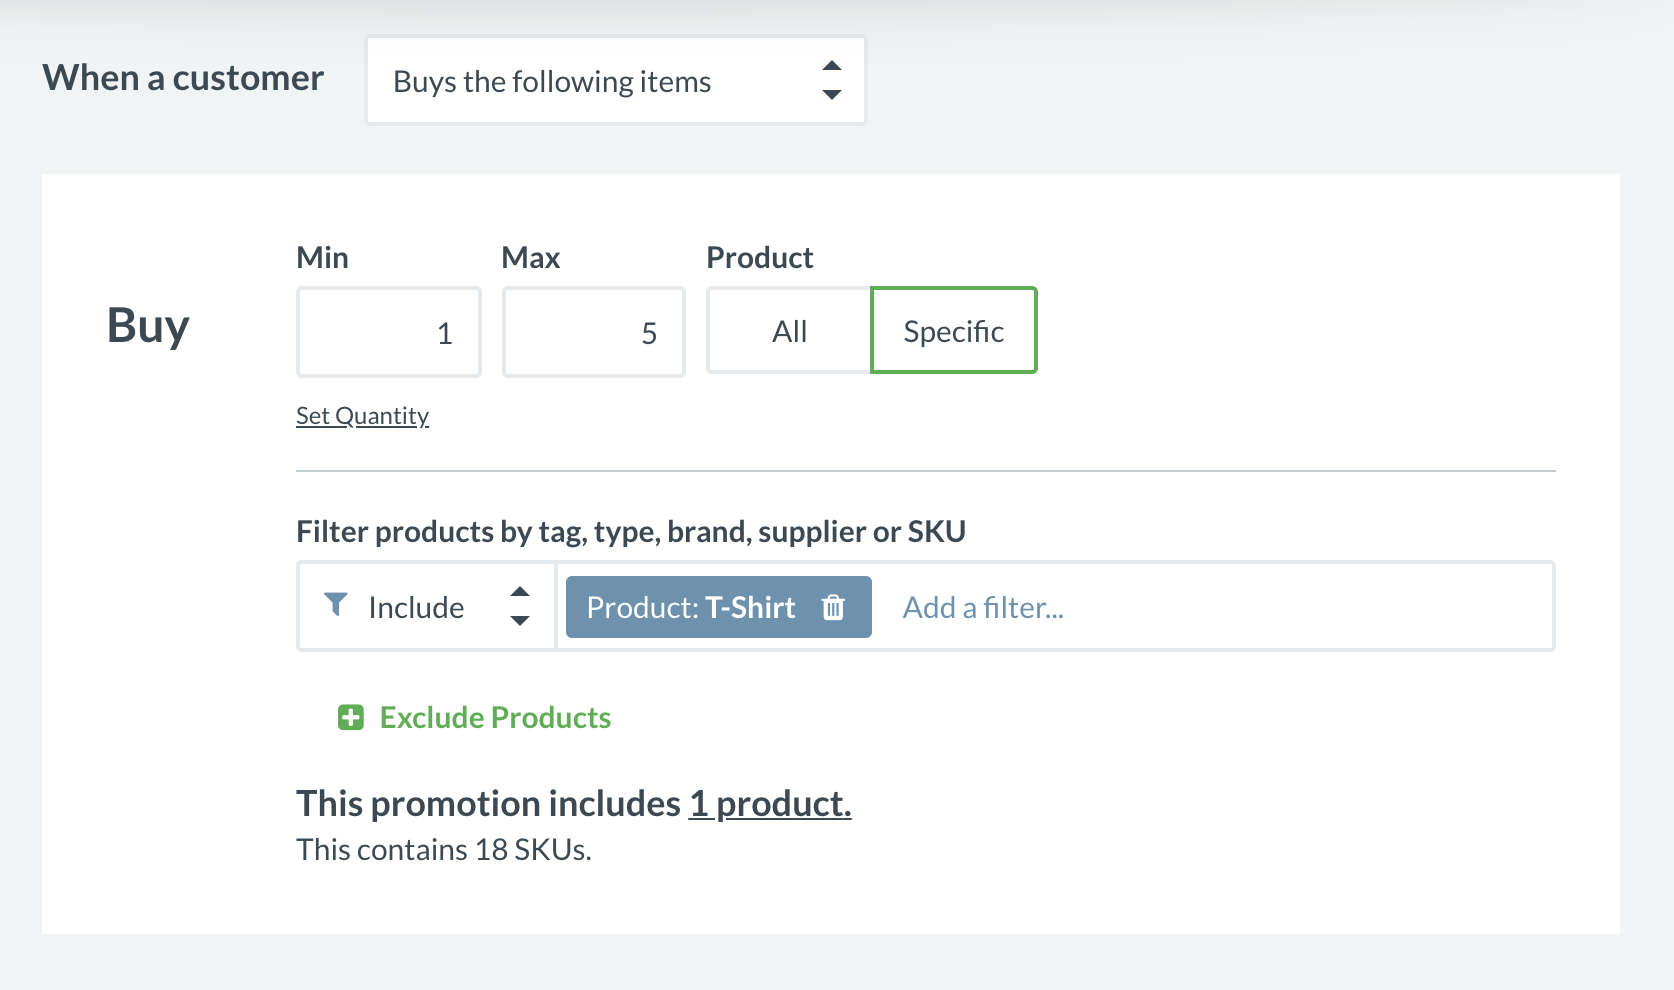 When a customer
Buys the following items
Min
Max
Product
Buy
1
5
All
Specific
Set Quantity
Filter products by tag, type, brand, supplier or SKU
Include
Product: T-Shirt
Add a filter...
Exclude Products
This promotion includes 1 product.
This contains 18 SKUs.